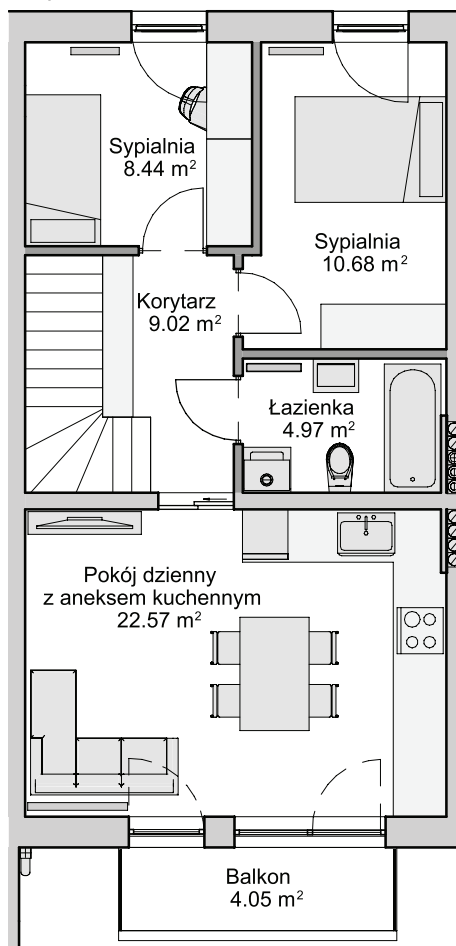 Sypialnia
8.44 m²
Sypialnia
10.68 m²
Korytarz
9.02 m²
Łazienka
4.97 m²
Pokój dzienny
z aneksem kuchennym
22.57 m²
Balkon
4.05 m²